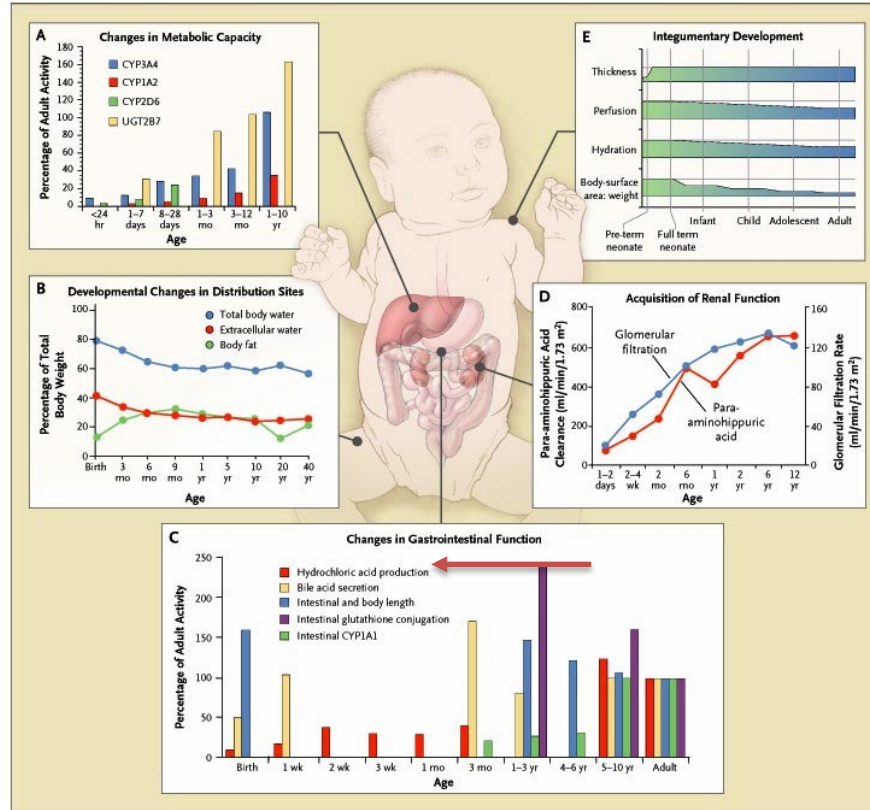 A
Changes in Metabolic Capacity
Percentage of Adult Activity
180
160
140
120
100
80
60
40
20
0
CYP3A4
CYP1A2
CYP2D6
UGT2B7
<24 hr
1–7 days
8–28 days
1–3 mo
3–12 mo
1–10 yr
Age
E
Integumentary Development
Thickness
Perfusion
Hydration
Body-surface
area: weight
Infant
Child
Adolescent
Adult
Pre-term
neonate
Full term
neonate
B
Developmental Changes in Distribution Sites
Percentage of Total
Body Weight
100
80
60
40
20
0
Total body water
Extracellular water
Body fat
Birth
3 mo
6 mo
9 mo
1 yr
5 yr
10 yr
20 yr
40 yr
Age
D
Acquisition of Renal Function
Para-aminohippuric Acid
Clearance (ml/min/1.73 m²)
800
600
400
200
0
Glomerular
filtration
Para-
aminohippuric
acid
160
120
80
40
0
Glomerular Filtration Rate
(ml/min/1.73 m²)
1–2 days
2–4 wk
2 mo
6 mo
1 yr
2 yr
6 yr
12 yr
Age
C
Changes in Gastrointestinal Function
Percentage of Adult Activity
250
200
150
100
50
0
Hydrochloric acid production
Bile acid secretion
Intestinal and body length
Intestinal glutathione conjugation
Intestinal CYP1A1
Birth
1 wk
2 wk
3 wk
1 mo
3 mo
1–3 yr
4–6 yr
5–10 yr
Adult
Age